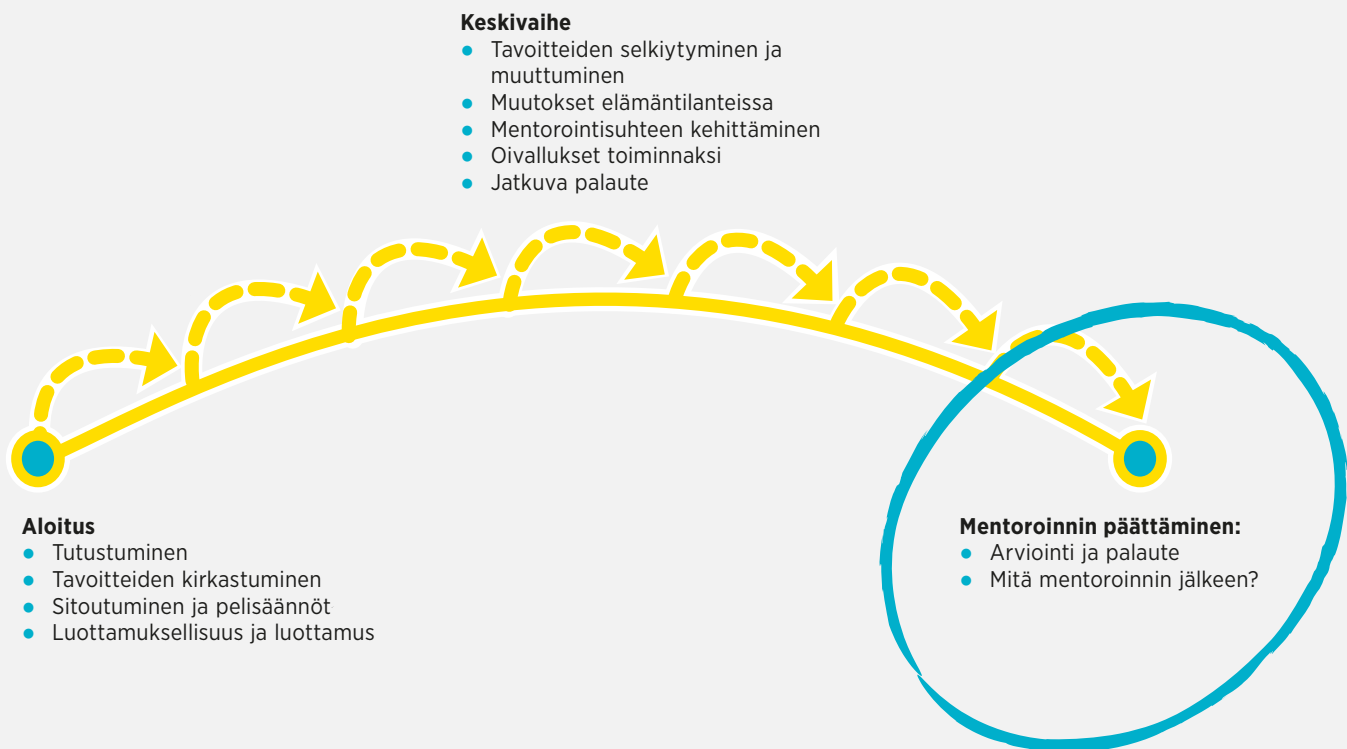 Keskivaihe
• Tavoitteiden selkiytyminen ja
muuttuminen
• Muutokset elämäntilanteissa
• Mentorointisuhteen kehittäminen
• Oivallukset toiminnaksi
• Jatkuva palaute
Aloitus
• Tutustuminen
• Tavoitteiden kirkastuminen
• Sitoutuminen ja pelisäännöt
• Luottamuksellisuus ja luottamus
Mentoroinnin päättäminen:
• Arviointi ja palaute
• Mitä mentoroinnin jälkeen?